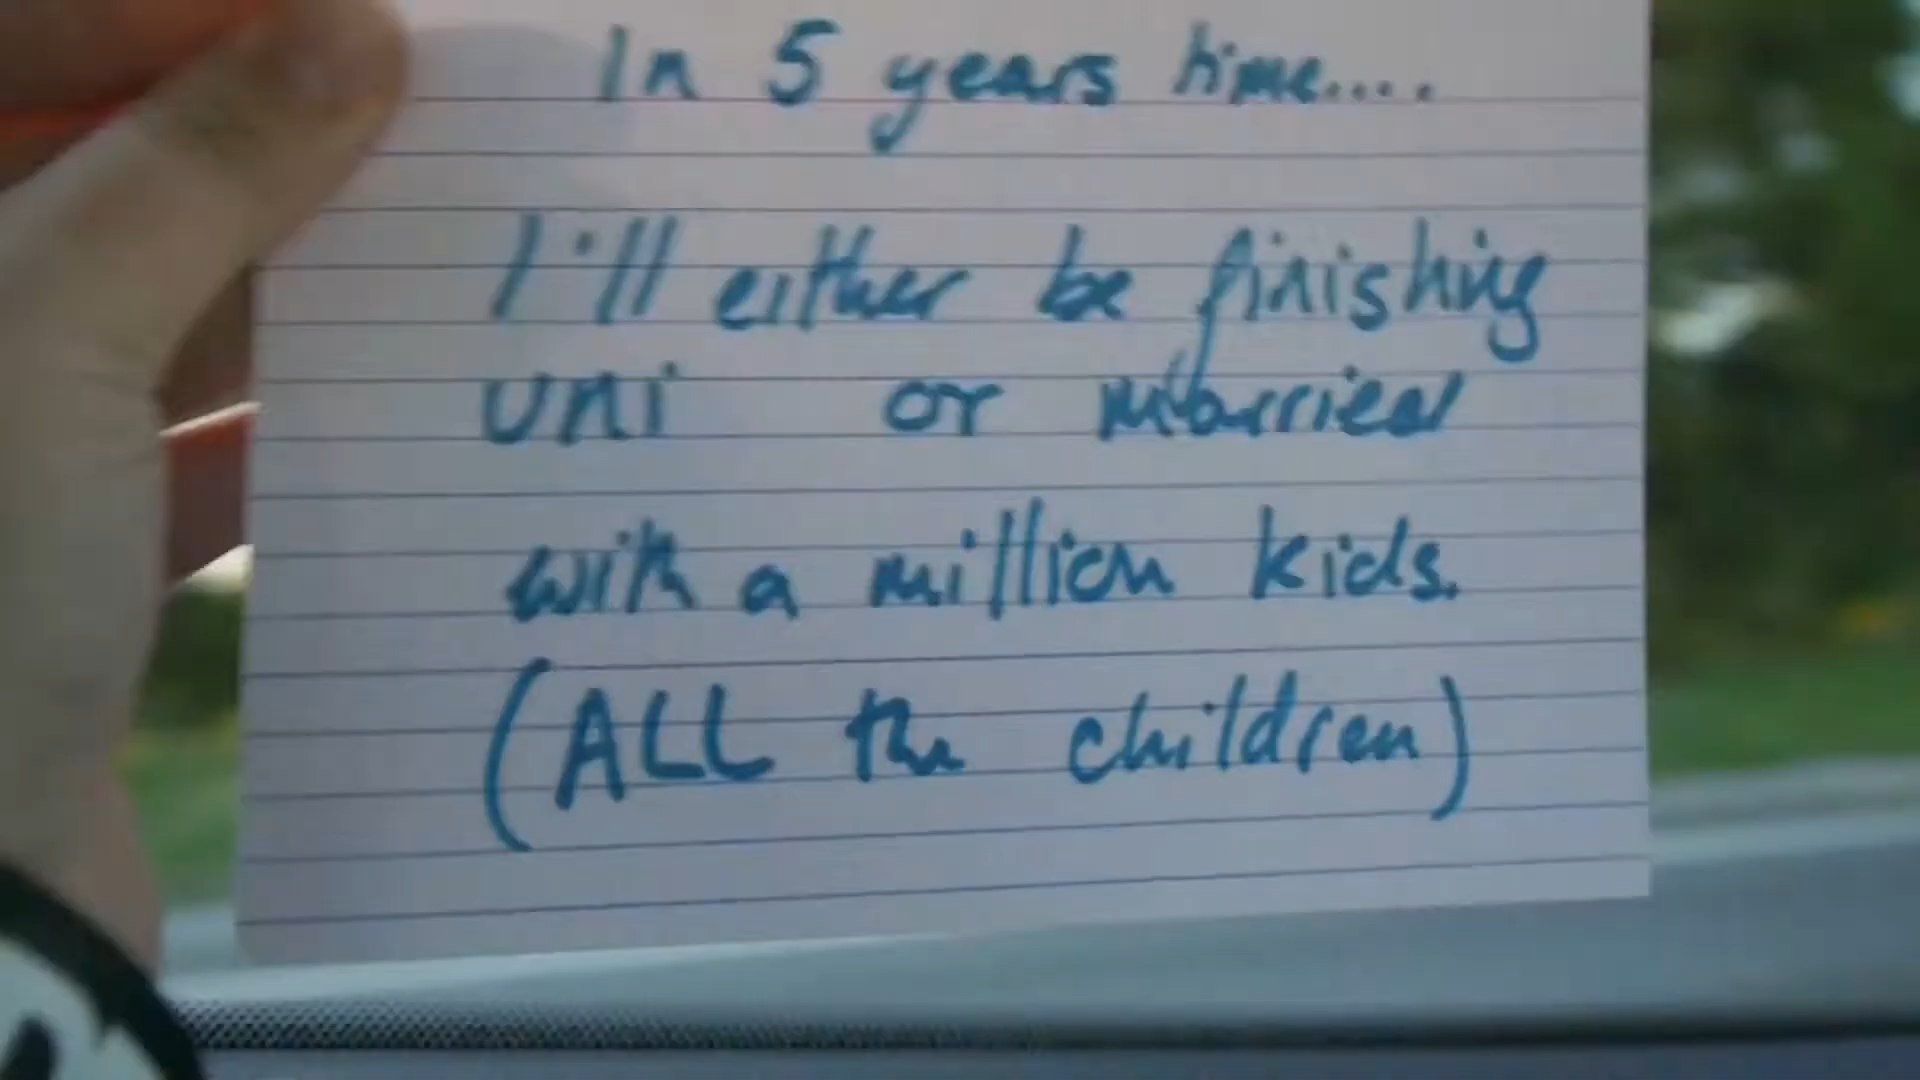 In 5 years time....
I'll either be finishing
uni or married
with a million kids.
(ALL the children)